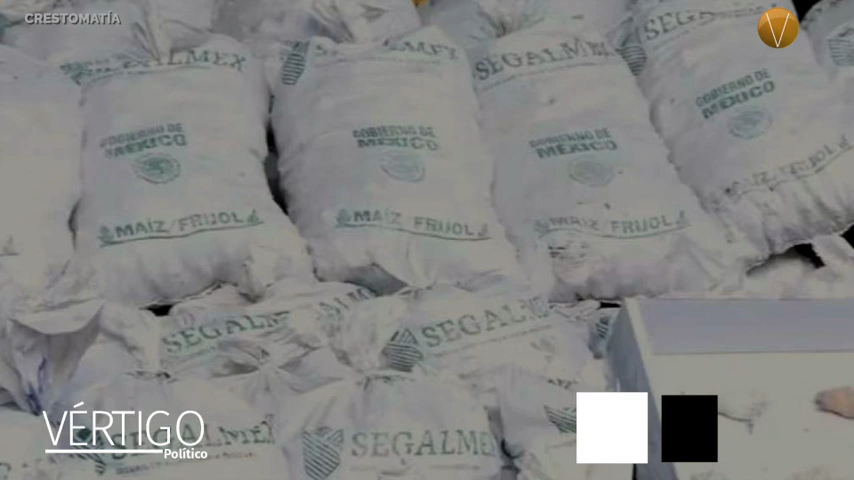 CRESTOMATÍA
V
SEGALMEX
SEGALMEX
SEGALMEX
GOBIERNO DE
MÉXICO
GOBIERNO DE
MÉXICO
GOBIERNO DE
MÉXICO
GOBIERNO DE
MÉXICO
MAÍZ/FRIJOL
MAÍZ/FRIJOL
MAÍZ/FRIJOL
MAÍZ/FRIJOL
SEGALMEX
SEGALMEX
SEGALMEX
SEGALMEX
VÉRTIGO
Político